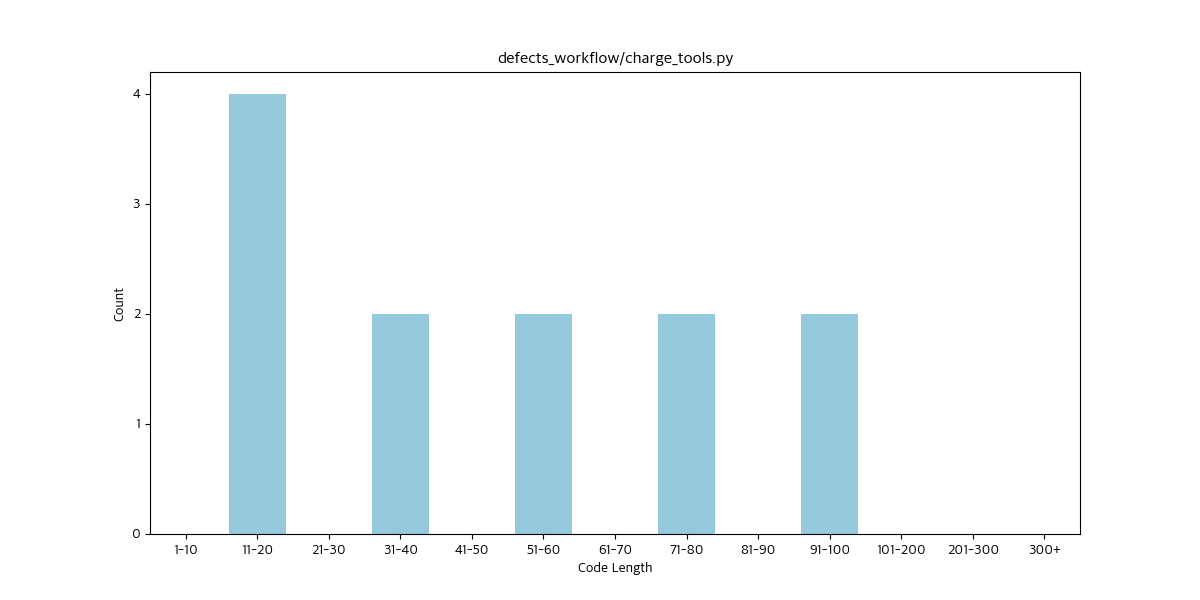 defects_workflow/charge_tools.py
4
3
2
1
0
Count
1-10 11-20 21-30 31-40 41-50 51-60 61-70 71-80 81-90 91-100 101-200 201-300 300+
Code Length